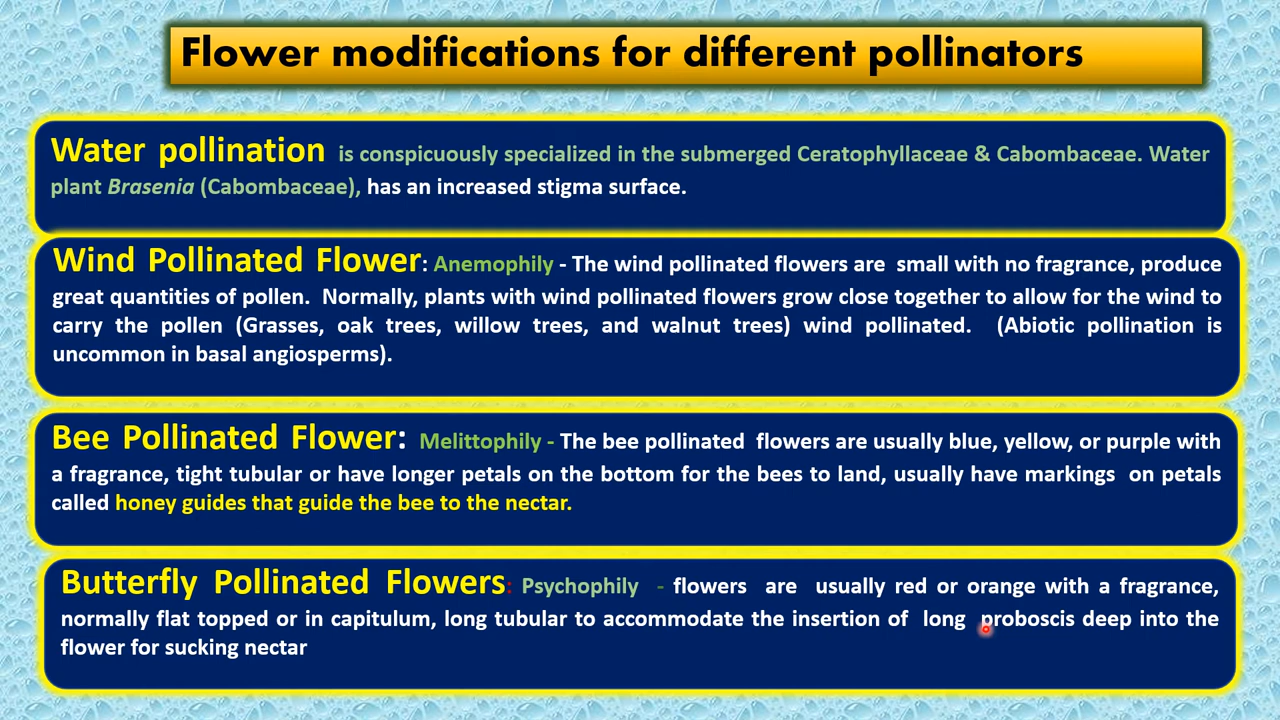 Flower modifications for different pollinators
Water pollination is conspicuously specialized in the submerged Ceratophyllaceae & Cabombaceae. Water
plant Brasenia (Cabombaceae), has an increased stigma surface.
Wind Pollinated Flower: Anemophily - The wind pollinated flowers are small with no fragrance, produce
great quantities of pollen. Normally, plants with wind pollinated flowers grow close together to allow for the wind to
carry the pollen (Grasses, oak trees, willow trees, and walnut trees) wind pollinated. (Abiotic pollination is
uncommon in basal angiosperms).
Bee Pollinated Flower: Melittophily - The bee pollinated flowers are usually blue, yellow, or purple with
a fragrance, tight tubular or have longer petals on the bottom for the bees to land, usually have markings on petals
called honey guides that guide the bee to the nectar.
Butterfly Pollinated Flowers: Psychophily - flowers are usually red or orange with a fragrance,
normally flat topped or in capitulum, long tubular to accommodate the insertion of long proboscis deep into the
flower for sucking nectar